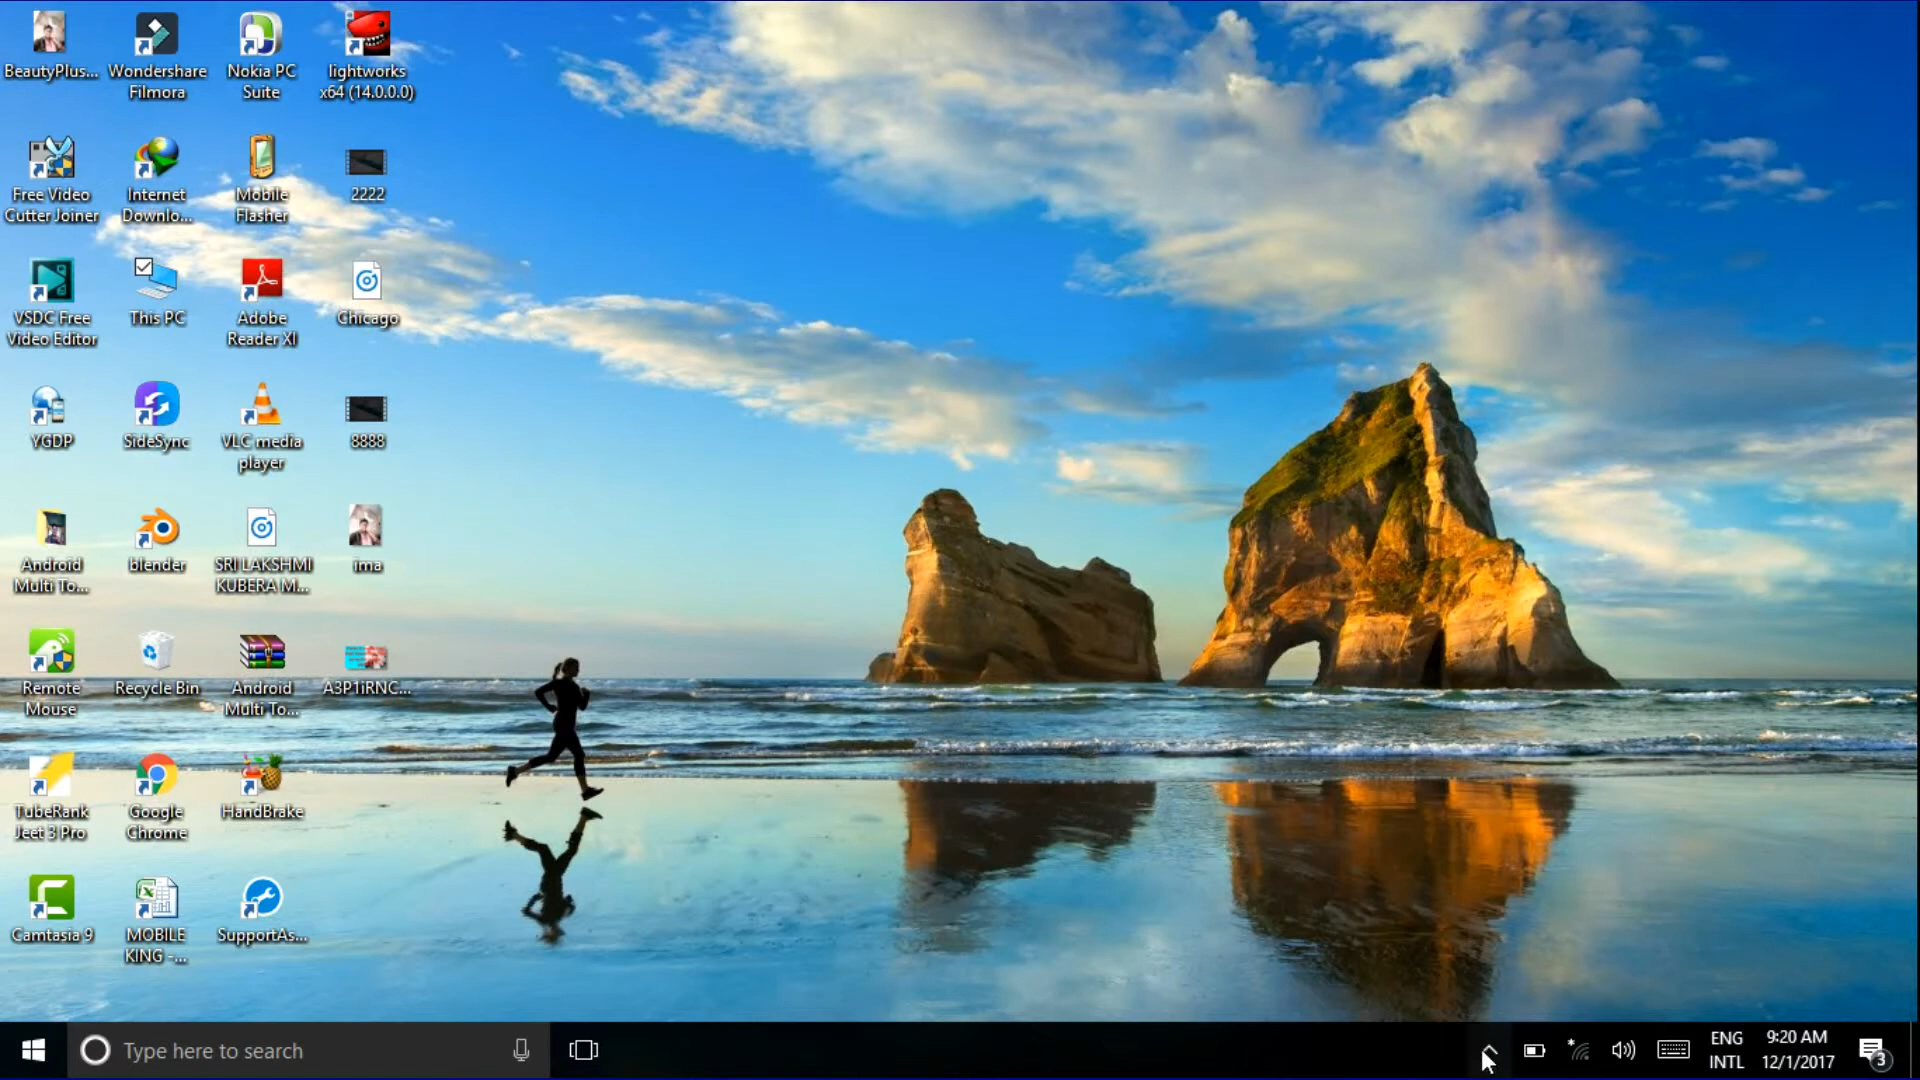 BeautyPlus...
Wondershare
Filmora
Nokia PC
Suite
lightworks
x64 (14.0.0.0)
Free Video
Cutter Joiner
Internet
Downlo...
Mobile
Flasher
2222
VSDC Free
Video Editor
This PC
Adobe
Reader XI
Chicago
YGDP
SideSync
VLC media
player
8888
Android
Multi To...
blender
SRI LAKSHMI
KUBERA M...
ima
Remote
Mouse
Recycle Bin
Android
Multi To...
A3P1iRNC...
TubeRank
Jeet 3 Pro
Google
Chrome
HandBrake
Camtasia 9
MOBILE
KING -...
SupportAs...
Type here to search
ENG
INTL
9:20 AM
12/1/2017
3